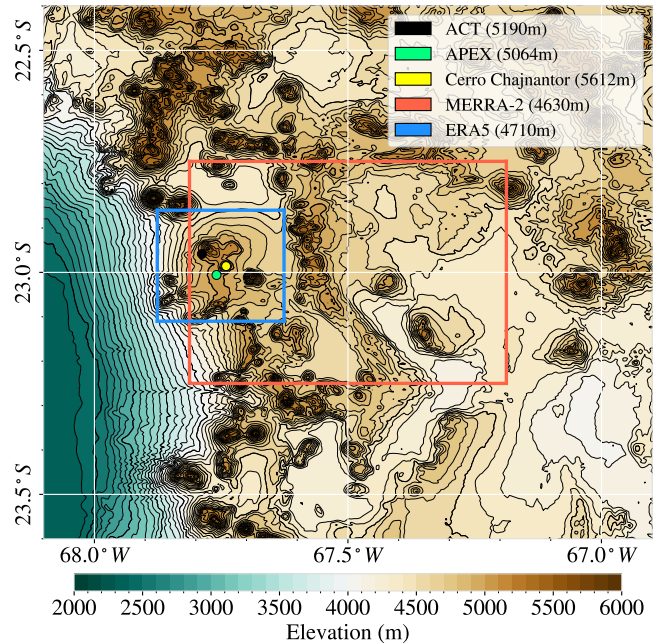 ACT (5190m)
APEX (5064m)
Cerro Chajnantor (5612m)
MERRA-2 (4630m)
ERA5 (4710m)
22.5° S
23.0° S
23.5° S
68.0° W 67.5° W 67.0° W
2000 2500 3000 3500 4000 4500 5000 5500 6000
Elevation (m)